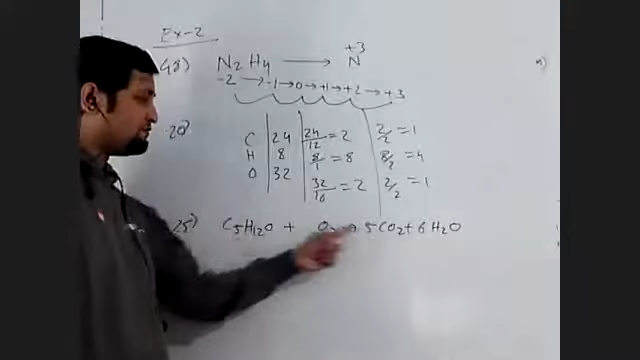 Ex-2
48) N2H4 → N +3
-2 → -1 → 0 → +1 → +2 → +3
20) C 24 24/12 = 2 2/2 = 1
H 8 8/1 = 8 8/2 = 4
O 32 32/16 = 2 2/2 = 1
25) C5H12O + O2 → 5CO2 + 6H2O